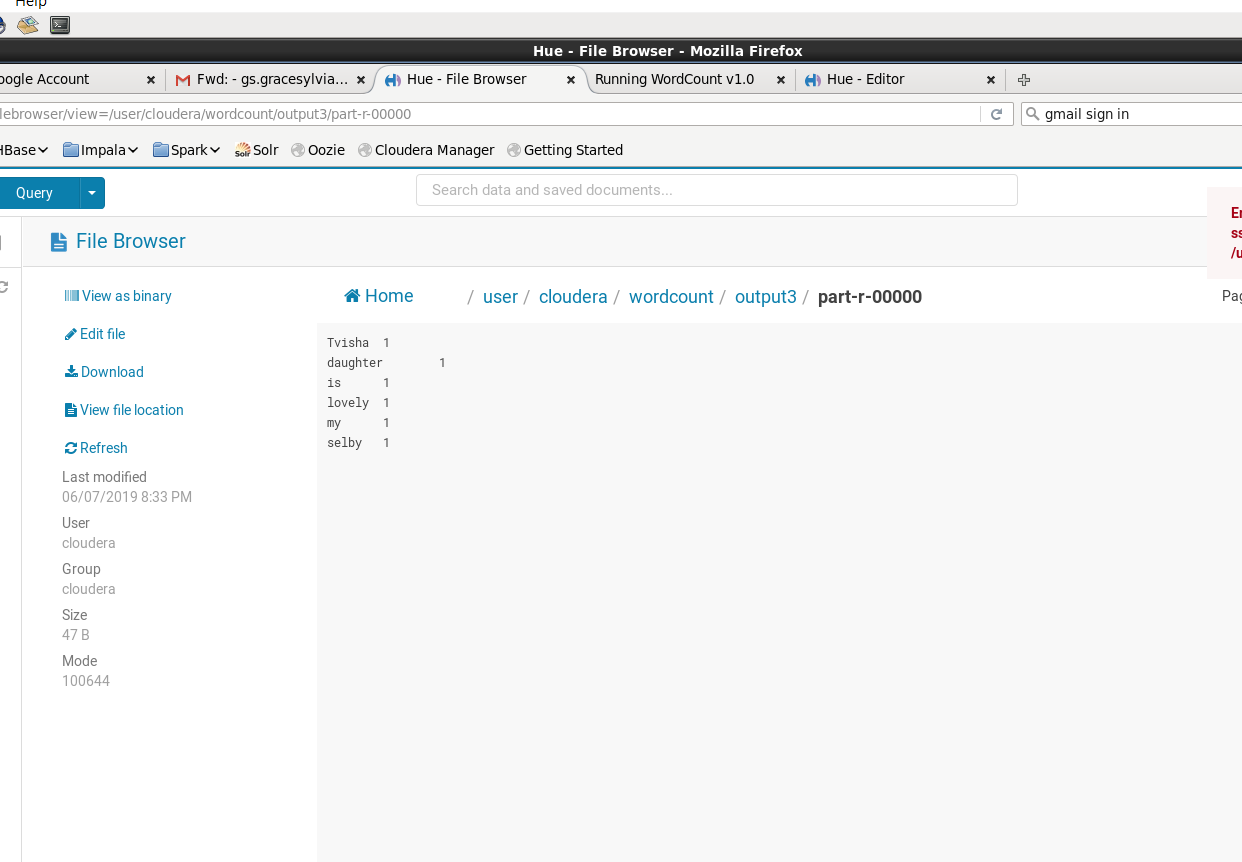 Help
Hue - File Browser - Mozilla Firefox
oogle Account
Fwd: - gs.gracesylvia...
Hue - File Browser
Running WordCount v1.0
Hue - Editor
lebrowser/view=/user/cloudera/wordcount/output3/part-r-00000
gmail sign in
HBase
Impala
Spark
Solr
Oozie
Cloudera Manager
Getting Started
Query
Search data and saved documents...
File Browser
View as binary
Home / user / cloudera / wordcount / output3 / part-r-00000
Edit file
Download
View file location
Refresh
Last modified
06/07/2019 8:33 PM
User
cloudera
Group
cloudera
Size
47 B
Mode
100644
Tvisha 1
daughter 1
is 1
lovely 1
my 1
selby 1